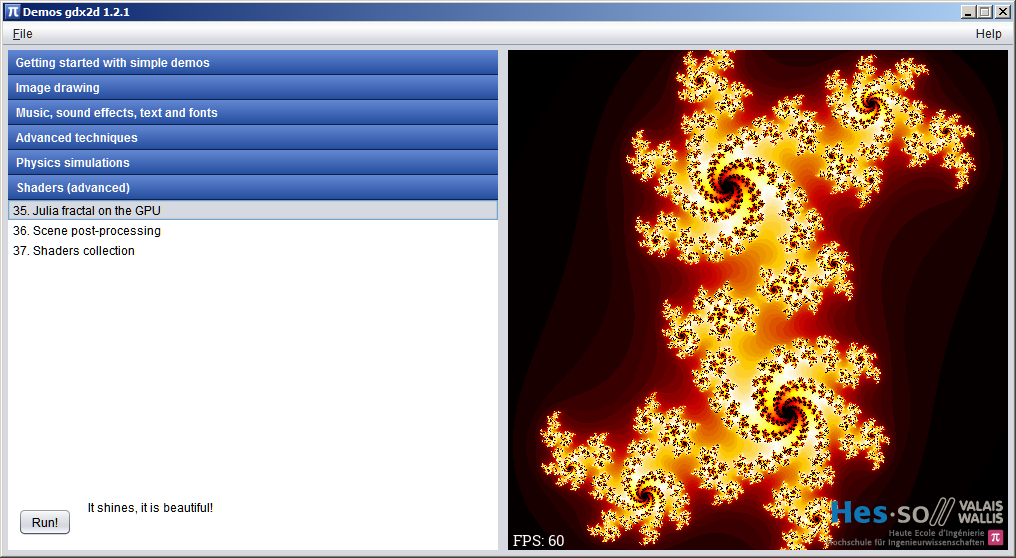 π Demos gdx2d 1.2.1
File Help
Getting started with simple demos
Image drawing
Music, sound effects, text and fonts
Advanced techniques
Physics simulations
Shaders (advanced)
35. Julia fractal on the GPU
36. Scene post-processing
37. Shaders collection
It shines, it is beautiful!
Run!
Hes·so// VALAIS
WALLIS
Haute Ecole d'Ingénierie
Hochschule für Ingenieurwissenschaften π
FPS: 60